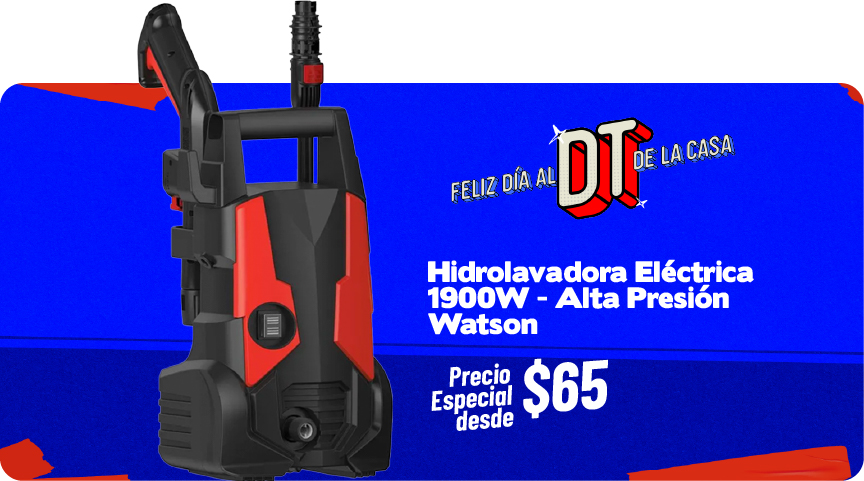 FELIZ DÍA AL DT DE LA CASA
Hidrolavadora Eléctrica
1900W - Alta Presión
Watson
Precio
Especial
desde
$65